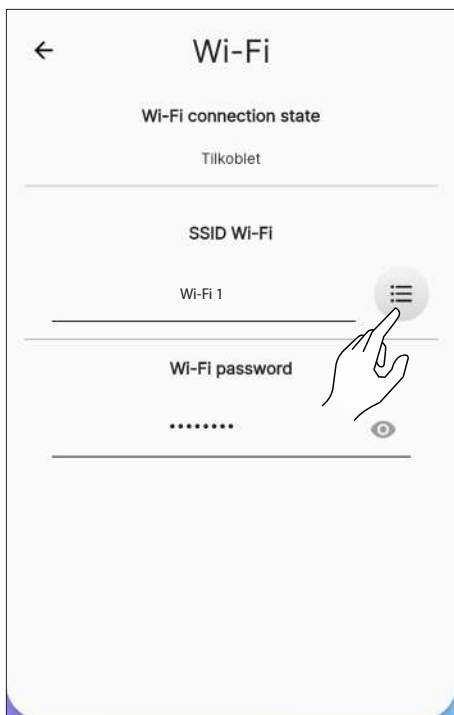 Wi-Fi
Wi-Fi connection state
Tilkoblet
SSID Wi-Fi
Wi-Fi 1
Wi-Fi password
••••••••